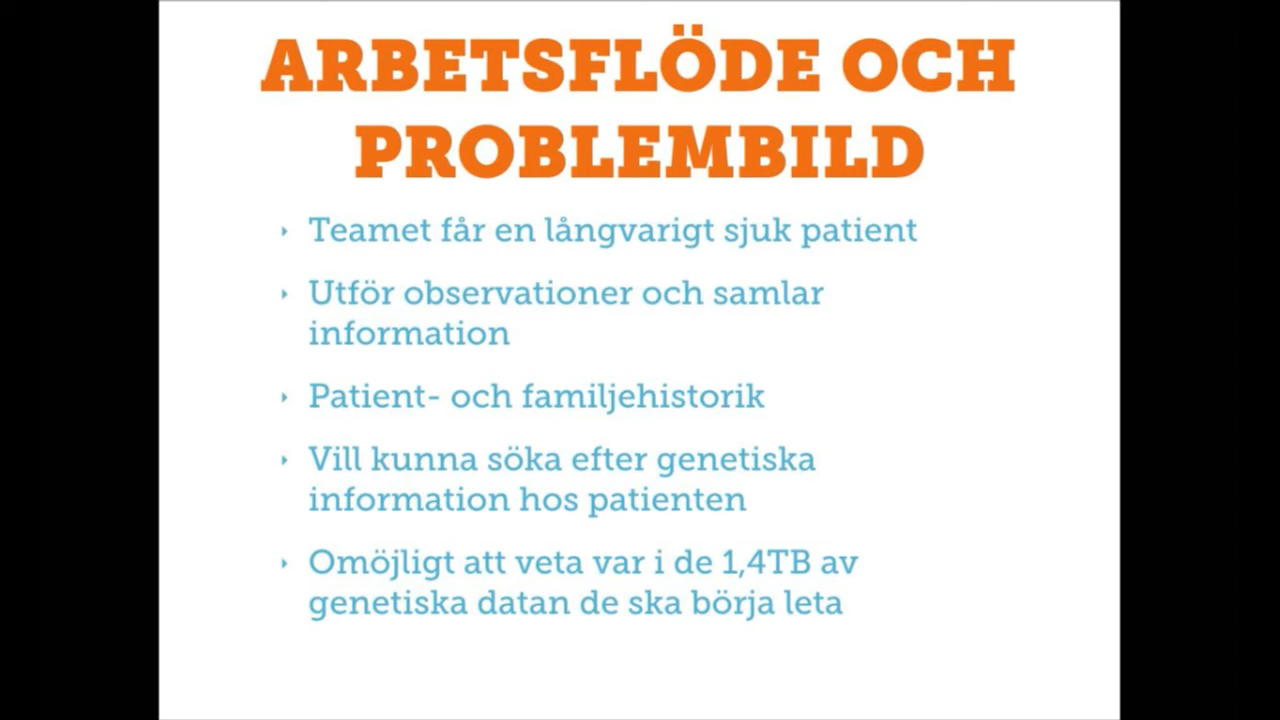 ARBETSFLÖDE OCH
PROBLEMBILD
‣ Teamet får en långvarigt sjuk patient
‣ Utför observationer och samlar
information
‣ Patient- och familjehistorik
‣ Vill kunna söka efter genetiska
information hos patienten
‣ Omöjligt att veta var i de 1,4TB av
genetiska datan de ska börja leta